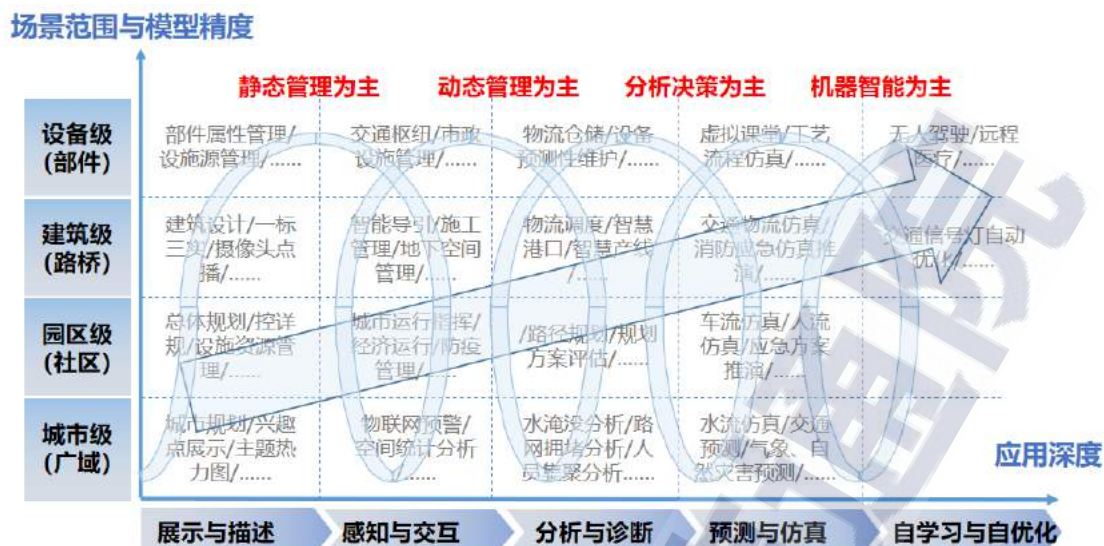 场景范围与模型精度
静态管理为主 动态管理为主 分析决策为主 机器智能为主
设备级
(部件)
部件属性管理/
设施源管理/......
交通枢纽/市政
设施管理/......
物流仓储/设备
预测性维护/......
虚拟课堂/工艺
流程仿真/......
无人驾驶/远程
医疗/......
建筑级
(路桥)
建筑设计/一标
三实/摄像头点
播/......
智能导引/施工
管理/地下空间
管理/......
物流调度/智慧
港口/智慧产线
/......
交通物流仿真/
消防应急仿真推
演/......
交通信号灯自动
优化/......
园区级
(社区)
总体规划/控详
规/设施资源管
理/......
城市运行指挥/
经济运行/防疫
管理/......
/路径规划/规划
方案评估/......
车流仿真/人流
仿真/应急方案
推演/......
城市级
(广域)
城市规划/兴趣
点展示/主题热
力图/......
物联网预警/
空间统计分析
/......
水淹没分析/路
网拥堵分析/人
员集聚分析......
水流仿真/交通
预测/气象、自
然灾害预测/......
应用深度
展示与描述 感知与交互 分析与诊断 预测与仿真 自学习与自优化